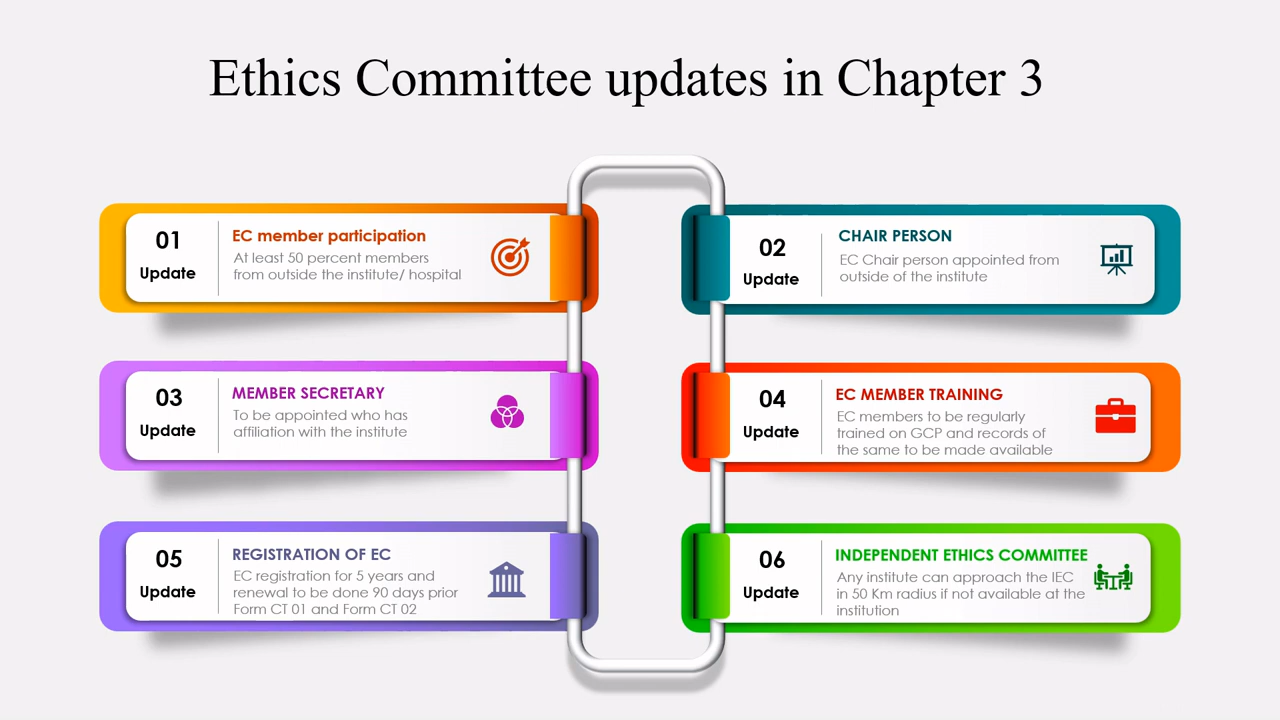 Ethics Committee updates in Chapter 3
01
Update
EC member participation
At least 50 percent members
from outside the institute/ hospital
02
Update
CHAIR PERSON
EC Chair person appointed from
outside of the institute
03
Update
MEMBER SECRETARY
To be appointed who has
affiliation with the institute
04
Update
EC MEMBER TRAINING
EC members to be regularly
trained on GCP and records of
the same to be made available
05
Update
REGISTRATION OF EC
EC registration for 5 years and
renewal to be done 90 days prior
Form CT 01 and Form CT 02
06
Update
INDEPENDENT ETHICS COMMITTEE
Any institute can approach the IEC
in 50 Km radius if not available at the
institution